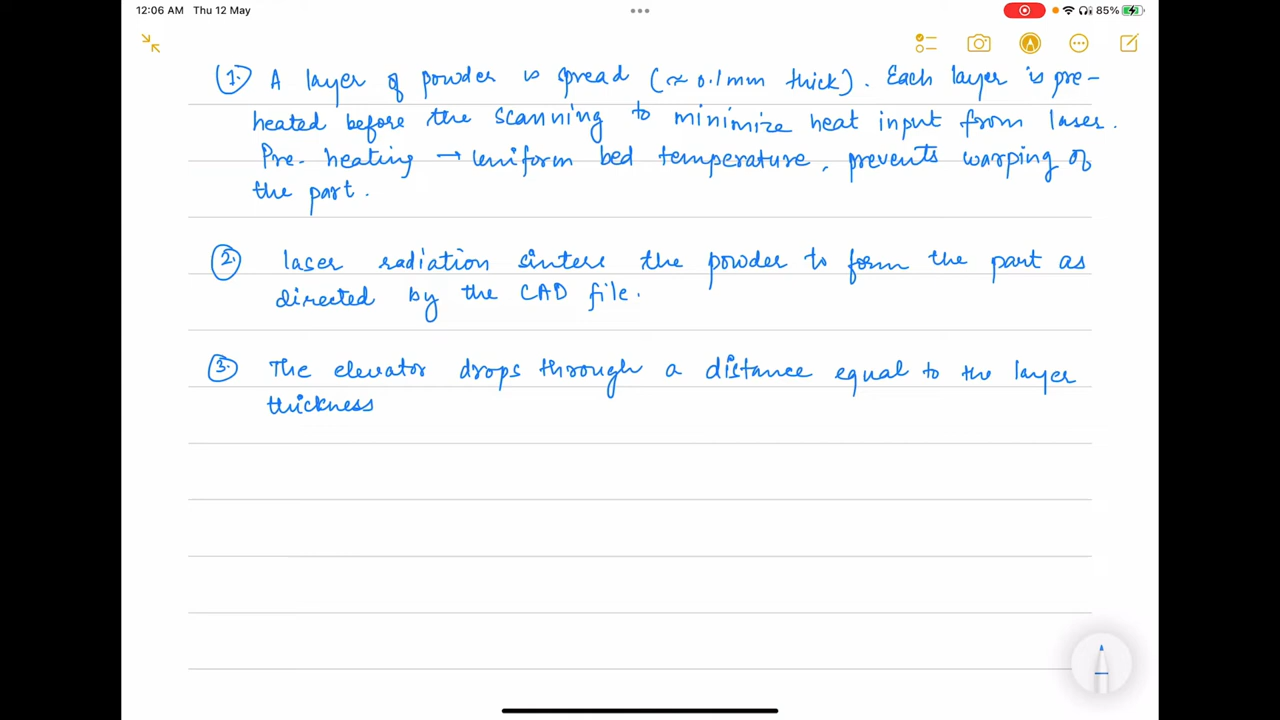 12:06 AM Thu 12 May
85%
1. A layer of powder is spread (≈ 0.1mm thick). Each layer is pre-
heated before the scanning to minimize heat input from laser.
Pre-heating → uniform bed temperature, prevents warping of
the part.
2. laser radiation sinters the powder to form the part as
directed by the CAD file.
3. The elevator drops through a distance equal to the layer
thickness